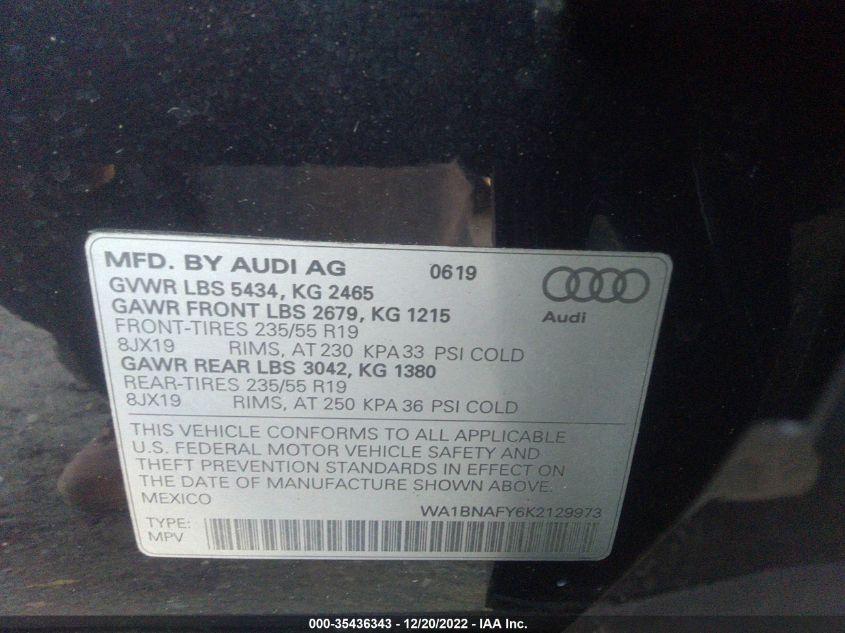 MFD. BY AUDI AG 0619
GVWR LBS 5434, KG 2465
GAWR FRONT LBS 2679, KG 1215
FRONT-TIRES 235/55 R19
8JX19 RIMS, AT 230 KPA 33 PSI COLD
GAWR REAR LBS 3042, KG 1380
REAR-TIRES 235/55 R19
8JX19 RIMS, AT 250 KPA 36 PSI COLD
Audi
THIS VEHICLE CONFORMS TO ALL APPLICABLE
U.S. FEDERAL MOTOR VEHICLE SAFETY AND
THEFT PREVENTION STANDARDS IN EFFECT ON
THE DATE OF MANUFACTURE SHOWN ABOVE.
MEXICO
WA1BNAFY6K2129973
TYPE:
MPV
000-35436343 - 12/20/2022 - IAA Inc.